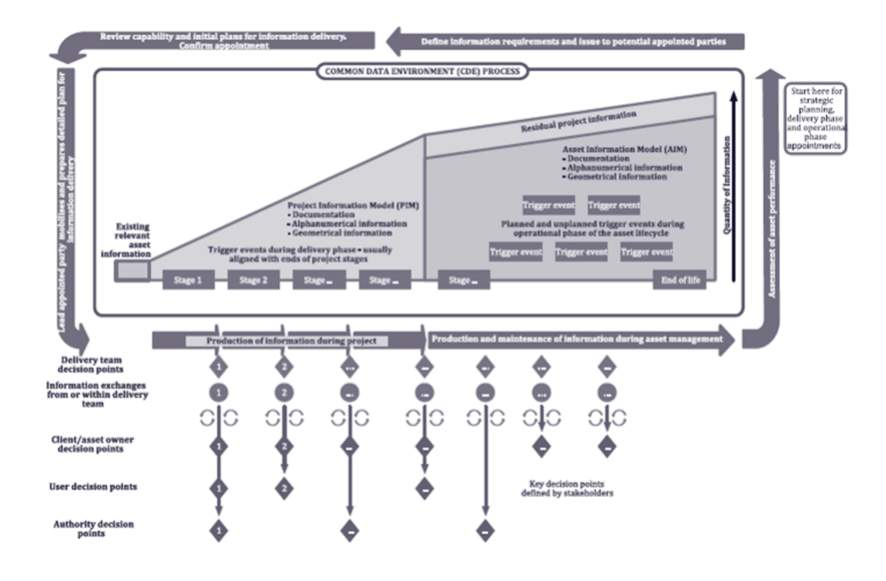 Review capability and initial plans for information delivery.
Confirm appointment
Define information requirements and issue to potential appointed parties
Lead appointed party mobilises and prepares detailed plan for
information delivery
COMMON DATA ENVIRONMENT (CDE) PROCESS
Start here for
strategic
planning,
delivery phase
and operational
phase
appointments
Assessment of asset performance
Quantity of Information
Residual project information
Asset Information Model (AIM)
- Documentation
- Alphanumerical information
- Geometrical information
Project Information Model (PIM)
• Documentation
- Alphanumerical information
• Geometrical information
Trigger event
Trigger event
Planned and unplanned trigger events during
operational phase of the asset lifecycle
Trigger event
Trigger event
Trigger event
Existing
relevant
asset
information
Trigger events during delivery phase - usually
aligned with ends of project stages
Stage 1
Stage 2
Stage ...
Stage ...
Stage ...
End of life
Production of information during project
Production and maintenance of information during asset management
Delivery team
decision points
1
2
...
...
...
...
...
Information exchanges
from or within delivery
team
1
2
...
...
...
...
...
Client/asset owner
decision points
1
2
...
...
...
...
User decision points
1
2
...
Key decision points
defined by stakeholders
Authority decision
points
1
...
...